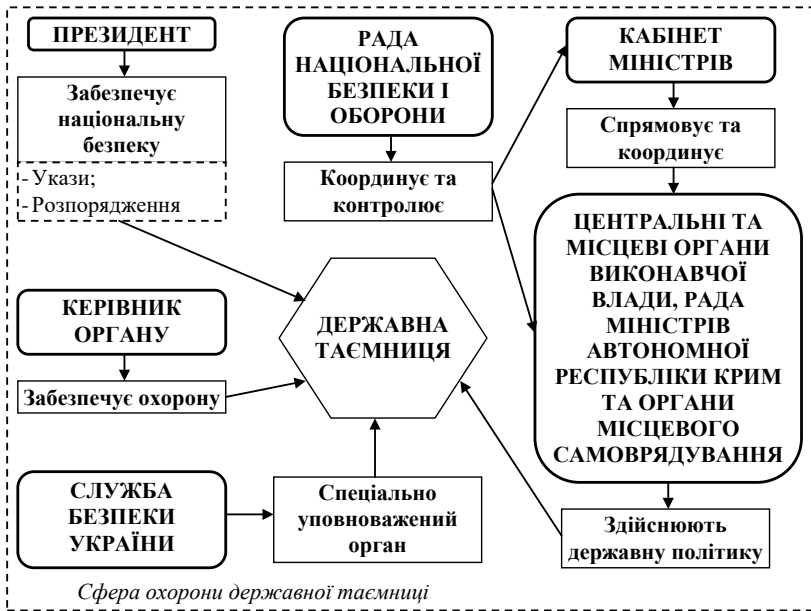 ПРЕЗИДЕНТ
Забезпечує
національну
безпеку
- Укази;
- Розпорядження
РАДА
НАЦІОНАЛЬНОЇ
БЕЗПЕКИ І
ОБОРОНИ
Координує та
контролює
КАБІНЕТ
МІНІСТРІВ
Спрямовує та
координує
ЦЕНТРАЛЬНІ ТА
МІСЦЕВІ ОРГАНИ
ВИКОНАВЧОЇ
ВЛАДИ, РАДА
МІНІСТРІВ
АВТОНОМНОЇ
РЕСПУБЛІКИ КРИМ
ТА ОРГАНИ
МІСЦЕВОГО
САМОВРЯДУВАННЯ
КЕРІВНИК
ОРГАНУ
Забезпечує охорону
ДЕРЖАВНА
ТАЄМНИЦЯ
СЛУЖБА
БЕЗПЕКИ
УКРАЇНИ
Спеціально
уповноважений
орган
Здійснюють
державну політику
Сфера охорони державної таємниці